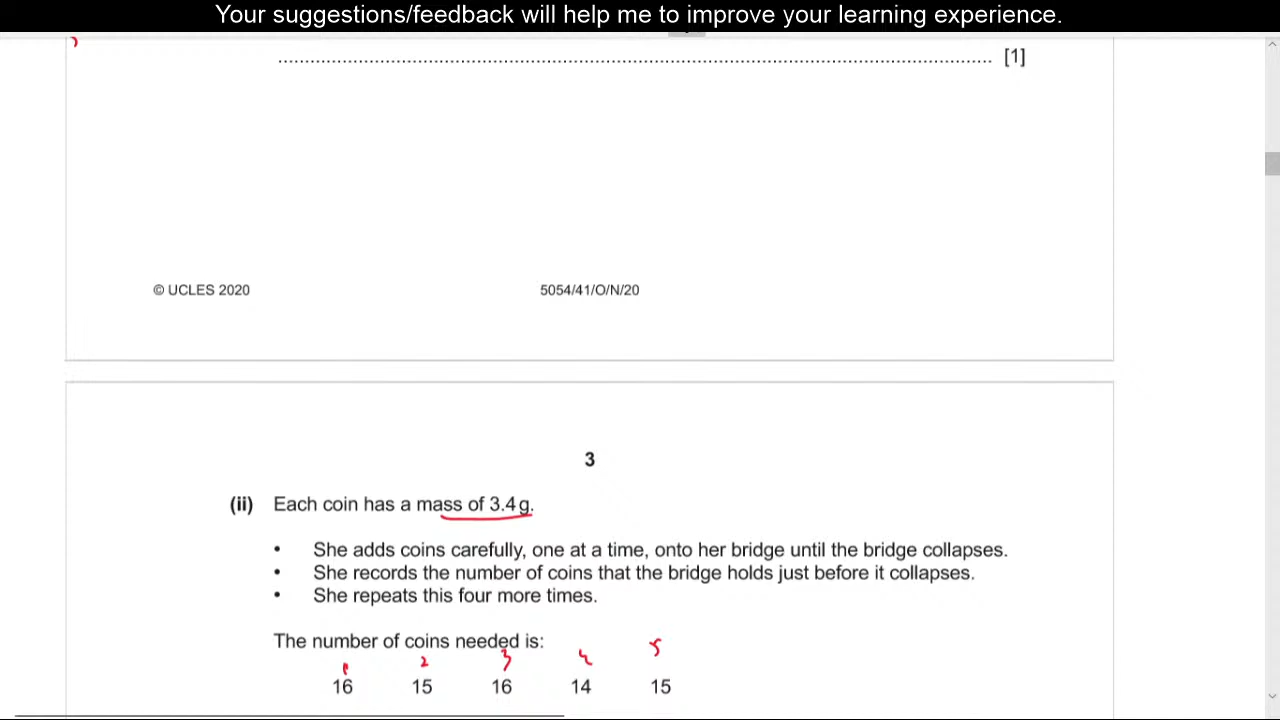 Your suggestions/feedback will help me to improve your learning experience.
.......................................................................................................................... [1]
© UCLES 2020 5054/41/O/N/20
3
(ii) Each coin has a mass of 3.4 g.
• She adds coins carefully, one at a time, onto her bridge until the bridge collapses.
• She records the number of coins that the bridge holds just before it collapses.
• She repeats this four more times.
The number of coins needed is:
1 2 3 4 5
16 15 16 14 15